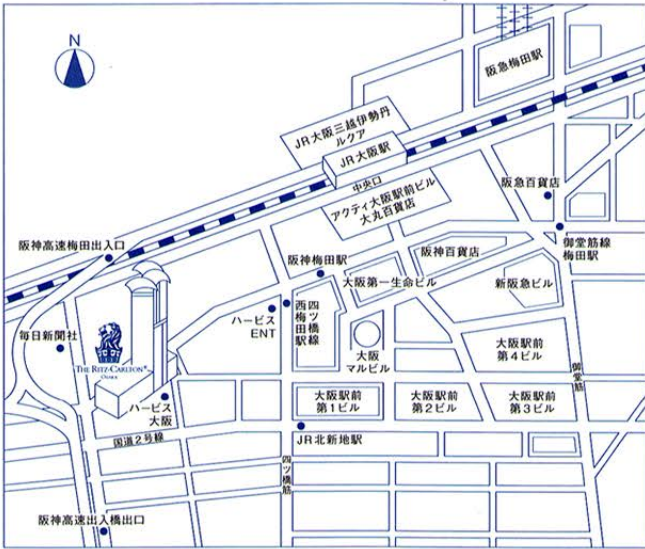 N
阪急梅田駅
JR大阪三越伊勢丹
ルクア
JR大阪駅
中央口
アクティ大阪駅前ビル
大丸百貨店
阪急百貨店
阪神高速梅田出入口
阪神梅田駅
阪神百貨店
御堂筋線
梅田駅
大阪第一生命ビル
新阪急ビル
ハービス
ENT
四ツ橋線
西梅田駅
毎日新聞社
THE RITZ-CARLTON®
OSAKA
大阪
マルビル
大阪駅前
第4ビル
御堂筋
ハービス
大阪
大阪駅前
第1ビル
大阪駅前
第2ビル
大阪駅前
第3ビル
国道2号線
JR北新地駅
四ツ橋筋
阪神高速出入橋出口